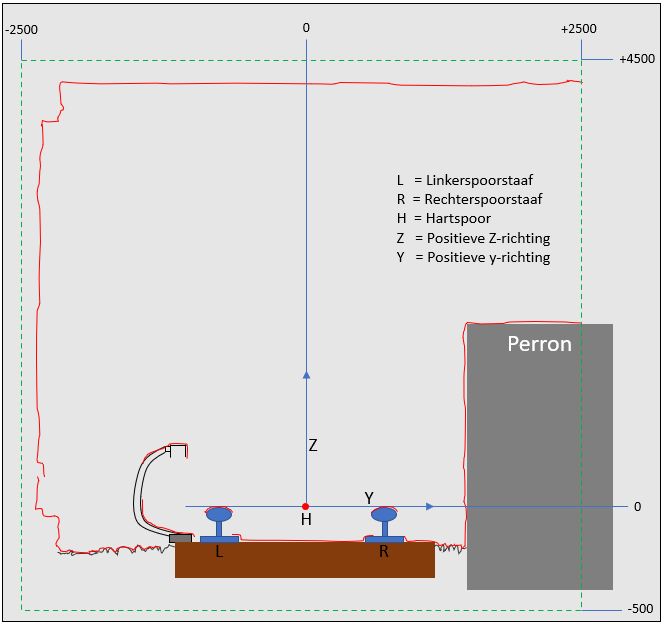 -2500
0
+2500
+4500
L = Linkerspoorstaaf
R = Rechterspoorstaaf
H = Hartspoor
Z = Positieve Z-richting
Y = Positieve y-richting
Perron
Z
Y
0
H
L
R
-500